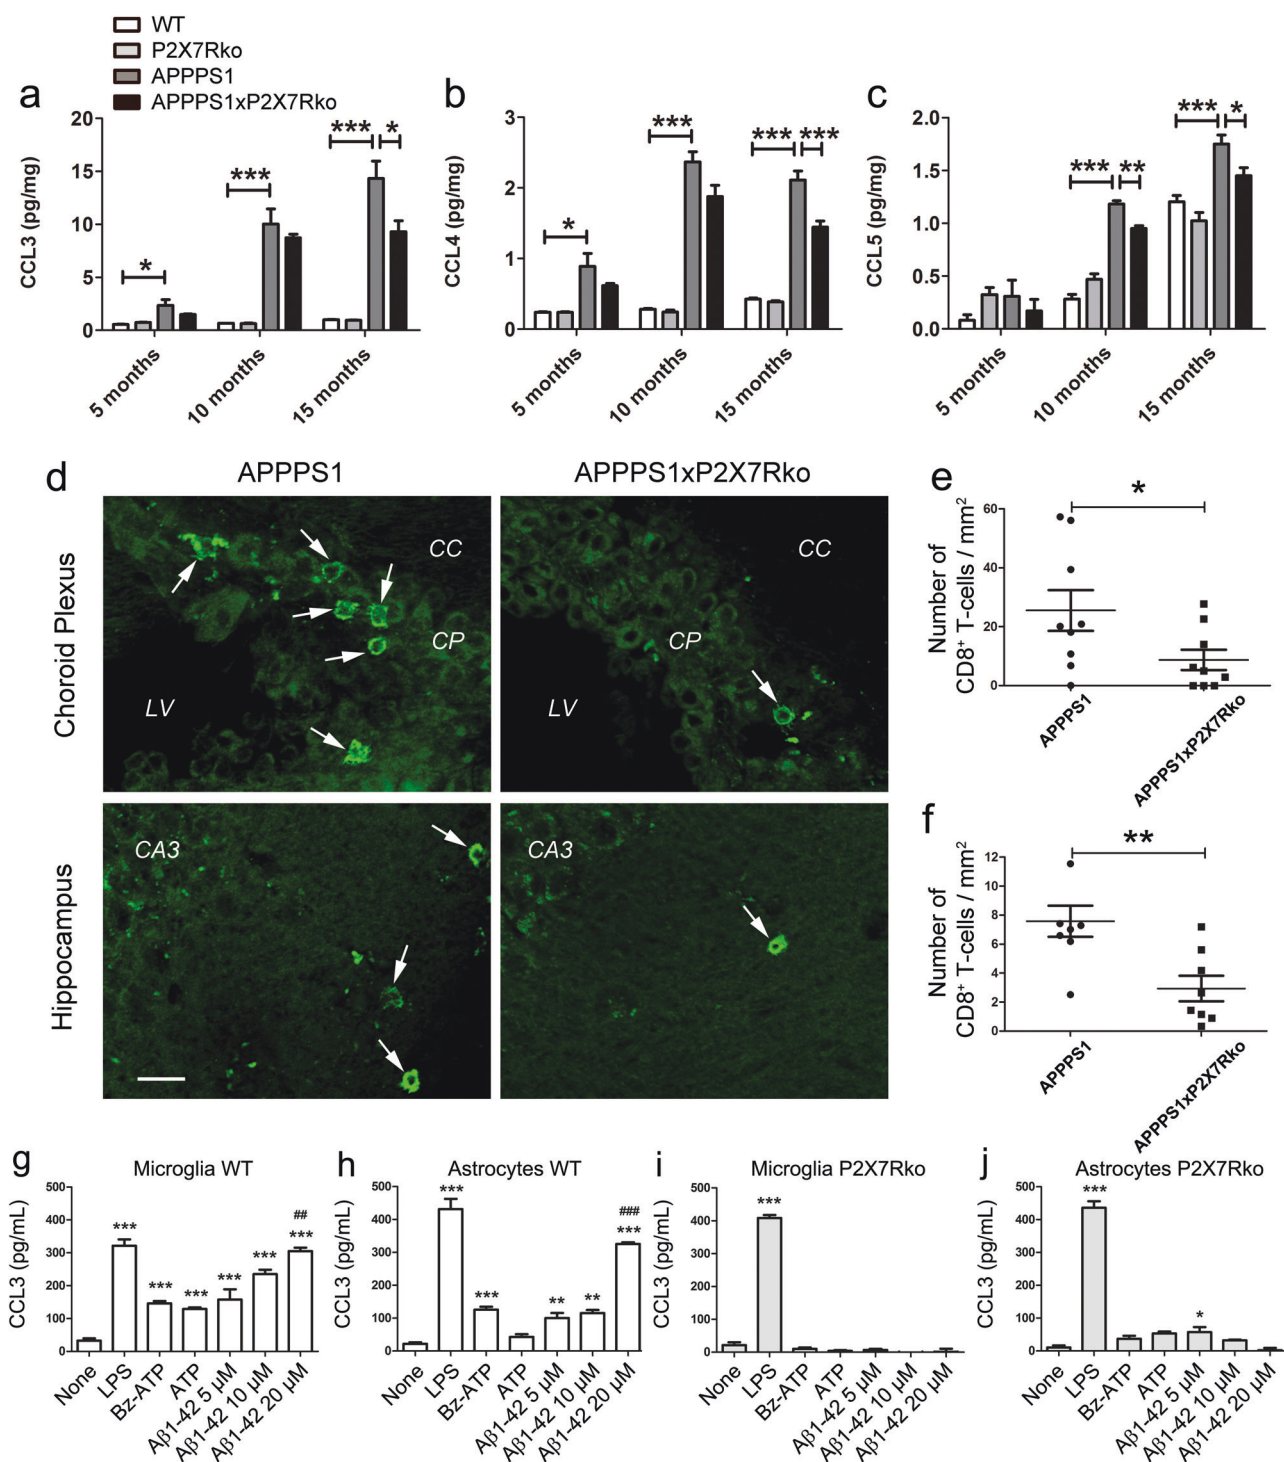 WT
P2X7Rko
APPPS1
APPPS1xP2X7Rko
a
CCL3 (pg/mg)
20
15
10
5
0
*
***
***
*
5 months
10 months
15 months
b
CCL4 (pg/mg)
3
2
1
0
*
***
***
***
5 months
10 months
15 months
c
CCL5 (pg/mg)
2.0
1.5
1.0
0.5
0.0
***
**
***
*
5 months
10 months
15 months
d
APPPS1
APPPS1xP2X7Rko
Choroid Plexus
CC
CP
LV
CC
CP
LV
Hippocampus
CA3
CA3
e
Number of
CD8⁺ T-cells / mm²
60
40
20
0
*
APPPS1
APPPS1xP2X7Rko
f
Number of
CD8⁺ T-cells / mm²
12
10
8
6
4
2
0
**
APPPS1
APPPS1xP2X7Rko
g
Microglia WT
CCL3 (pg/mL)
500
400
300
200
100
0
***
***
***
***
***
##
***
None
LPS
Bz-ATP
ATP
Aβ1-42 5 µM
Aβ1-42 10 µM
Aβ1-42 20 µM
h
Astrocytes WT
CCL3 (pg/mL)
500
400
300
200
100
0
***
***
**
**
###
***
None
LPS
Bz-ATP
ATP
Aβ1-42 5 µM
Aβ1-42 10 µM
Aβ1-42 20 µM
i
Microglia P2X7Rko
CCL3 (pg/mL)
500
400
300
200
100
0
***
None
LPS
Bz-ATP
ATP
Aβ1-42 5 µM
Aβ1-42 10 µM
Aβ1-42 20 µM
j
Astrocytes P2X7Rko
CCL3 (pg/mL)
500
400
300
200
100
0
***
*
None
LPS
Bz-ATP
ATP
Aβ1-42 5 µM
Aβ1-42 10 µM
Aβ1-42 20 µM